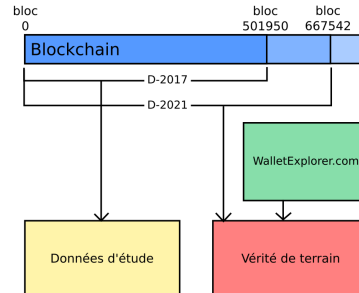 bloc
0
bloc
501950
bloc
667542
Blockchain
D-2017
D-2021
WalletExplorer.com
Données d'étude
Vérité de terrain